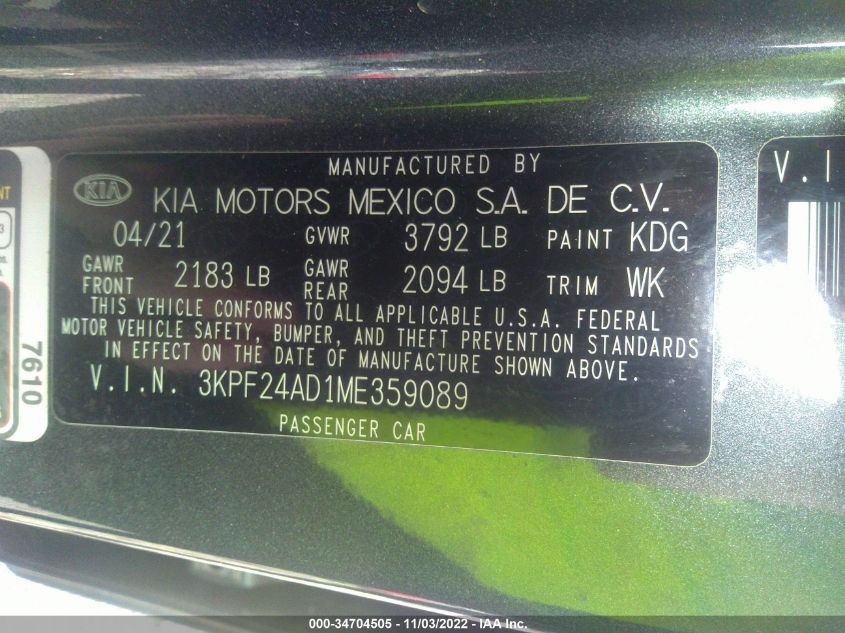 MANUFACTURED BY
KIA
KIA MOTORS MEXICO S.A. DE C.V.
04/21 GVWR 3792 LB PAINT KDG
GAWR FRONT 2183 LB GAWR REAR 2094 LB TRIM WK
THIS VEHICLE CONFORMS TO ALL APPLICABLE U.S.A. FEDERAL
MOTOR VEHICLE SAFETY, BUMPER, AND THEFT PREVENTION STANDARDS
IN EFFECT ON THE DATE OF MANUFACTURE SHOWN ABOVE.
V.I.N. 3KPF24AD1ME359089
PASSENGER CAR
7610
V.I
000-34704505 - 11/03/2022 - IAA Inc.